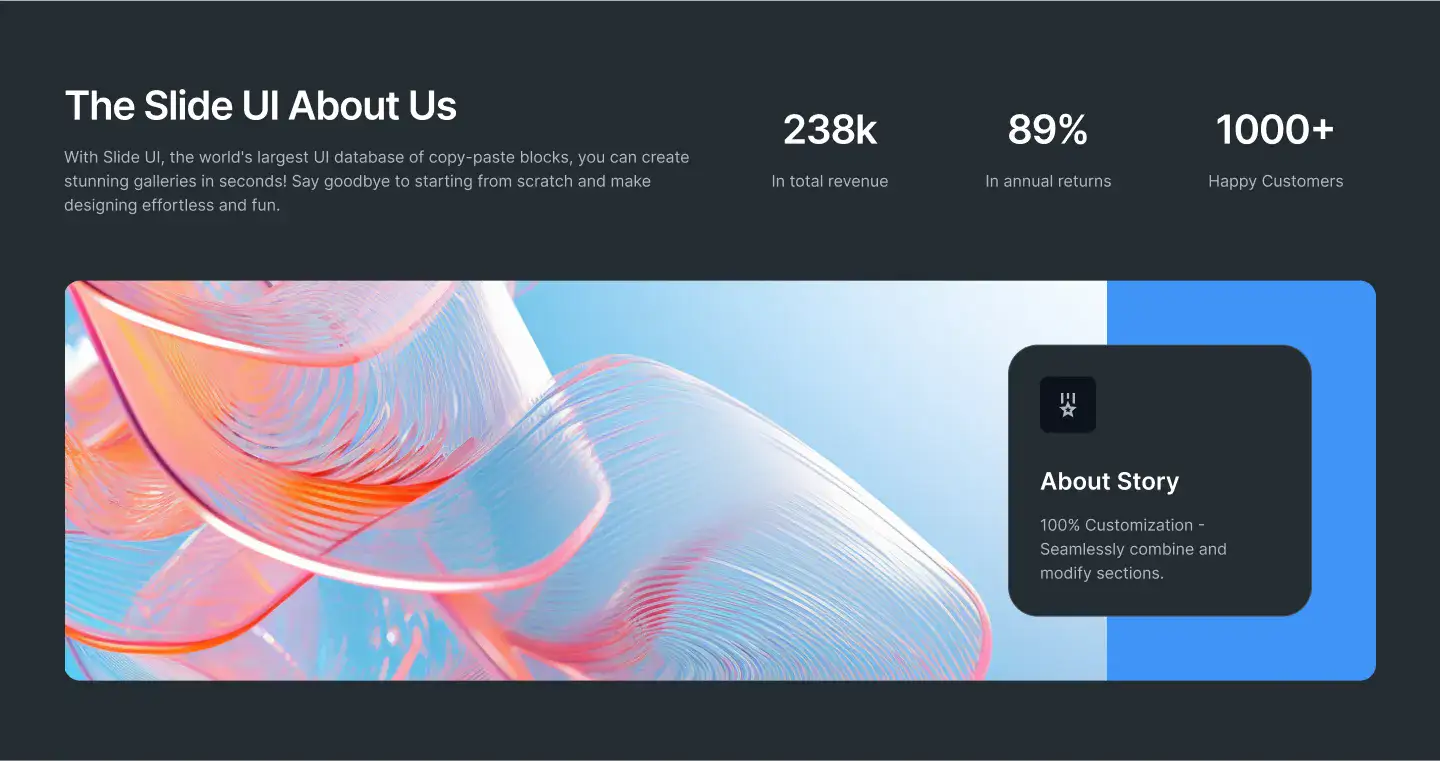 The Slide UI About Us
With Slide UI, the world's largest UI database of copy-paste blocks, you can create
stunning galleries in seconds! Say goodbye to starting from scratch and make
designing effortless and fun.
238k
In total revenue
89%
In annual returns
1000+
Happy Customers
About Story
100% Customization -
Seamlessly combine and
modify sections.